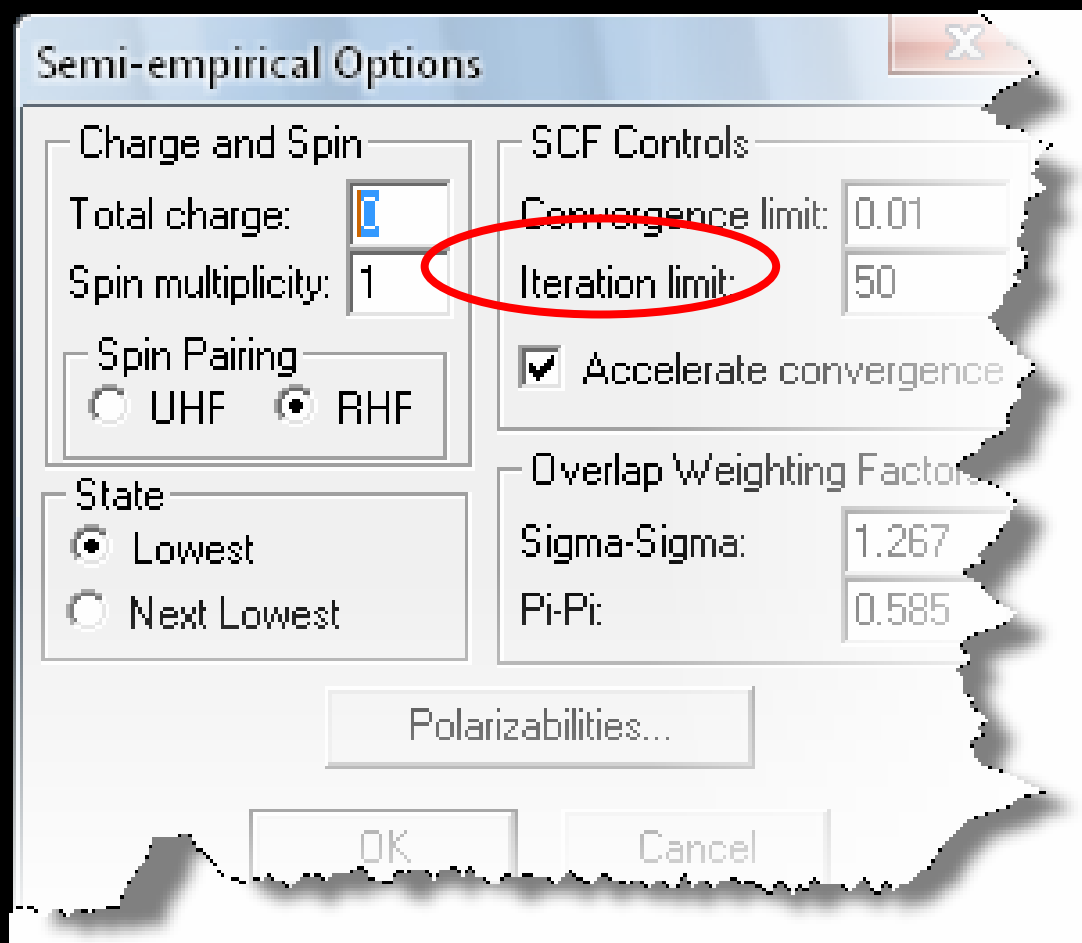 Semi-empirical Options
Charge and Spin
Total charge: 0
Spin multiplicity: 1
Spin Pairing
UHF RHF
State
Lowest
Next Lowest
SCF Controls
Convergence limit: 0.01
Iteration limit: 50
Accelerate convergence
Overlap Weighting Factors
Sigma-Sigma: 1.267
Pi-Pi: 0.585
Polarizabilities...
OK Cancel